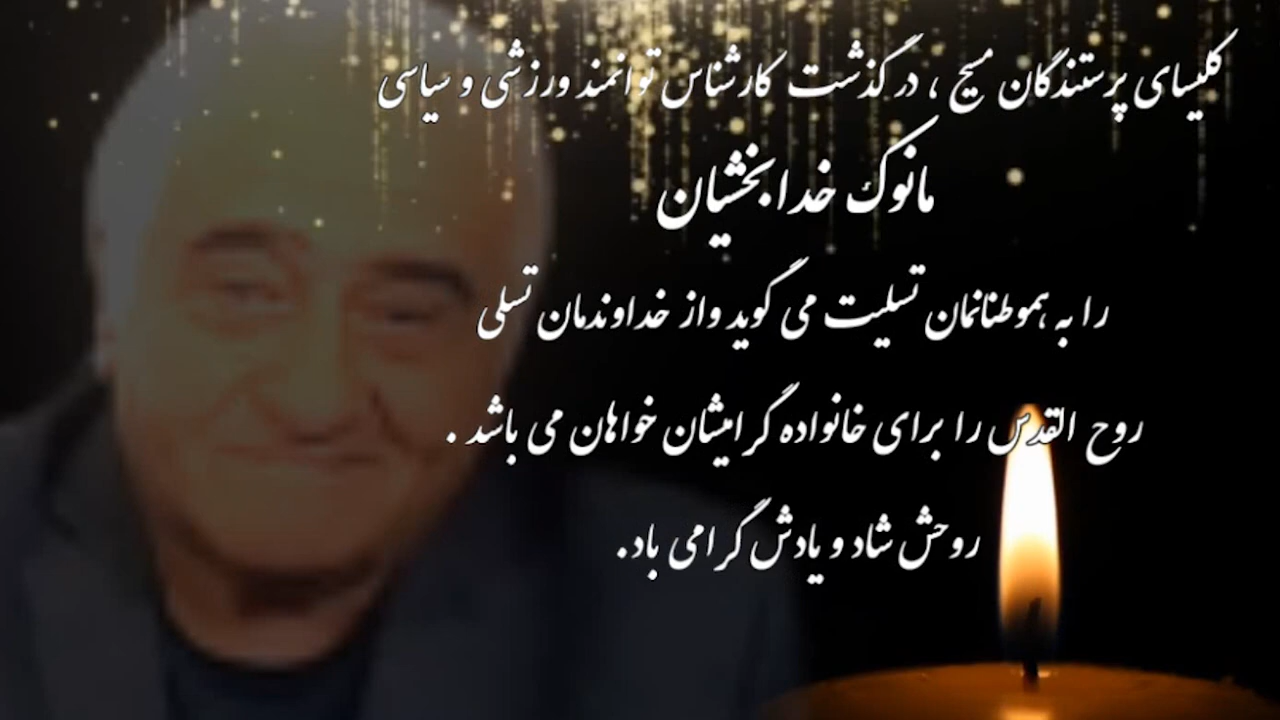 کلیسای پرستندگان مسیح ، درگذشت کارشناس توانمند ورزشی و سیاسی
مانوک خدابخشیان
را به هموطنانمان تسلیت می گوید واز خداوندمان تسلی
روح القدس را برای خانواده گرامیشان خواهان می باشد .
روحش شاد و یادش گرامی باد.